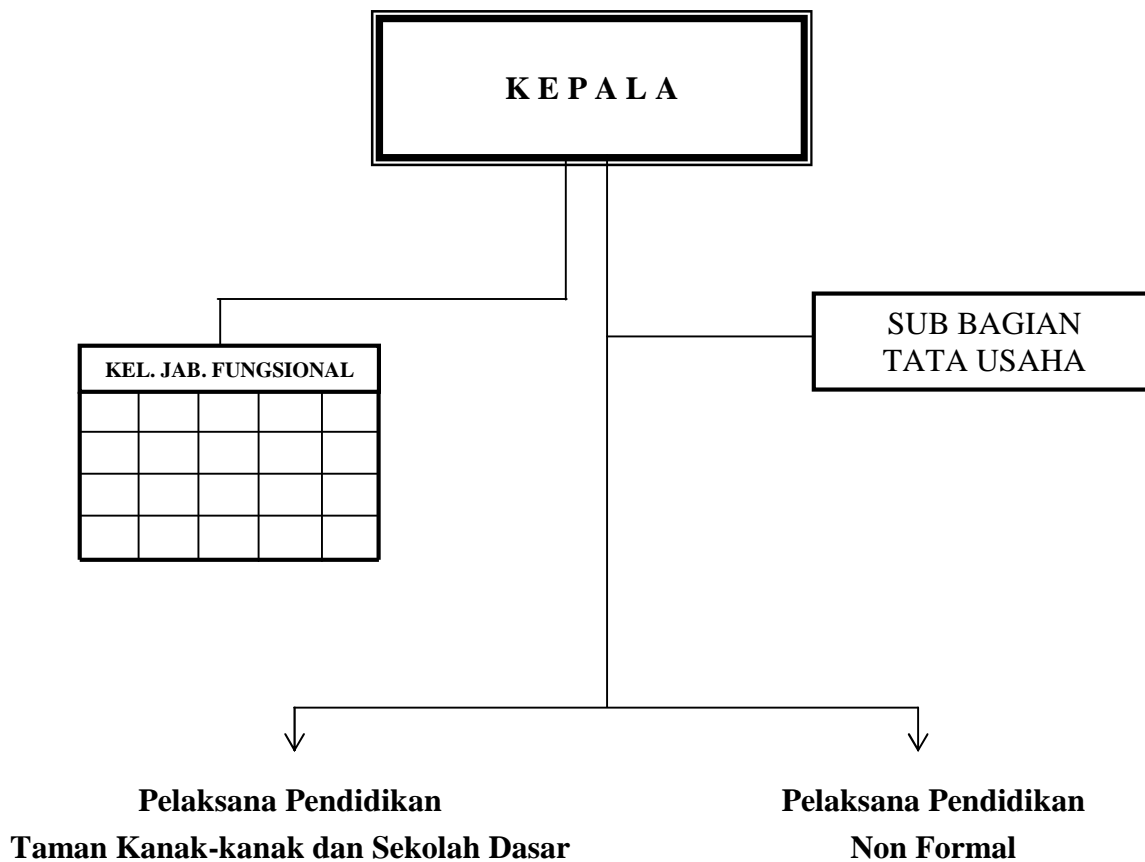 K E P A L A
SUB BAGIAN
TATA USAHA
KEL. JAB. FUNGSIONAL
Pelaksana Pendidikan
Taman Kanak-kanak dan Sekolah Dasar
Pelaksana Pendidikan
Non Formal